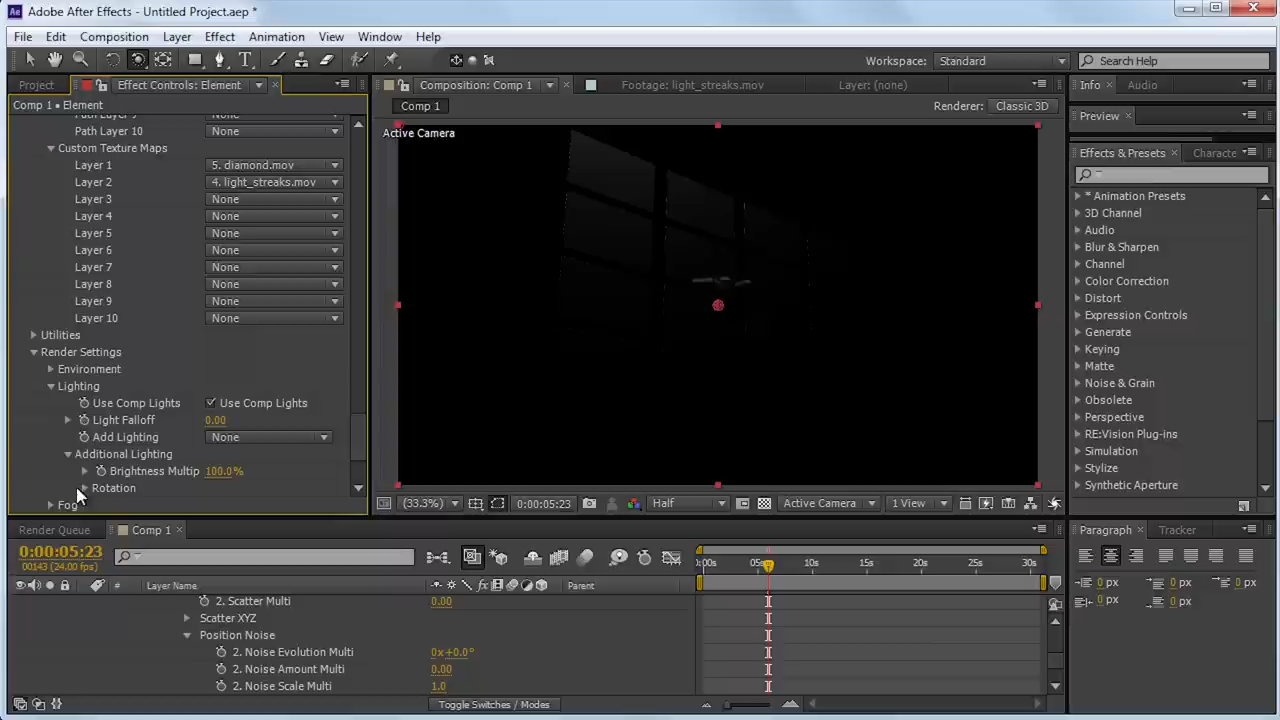 Adobe After Effects - Untitled Project.aep *
File Edit Composition Layer Effect Animation View Window Help
Workspace: Standard Search Help
Project Effect Controls: Element Composition: Comp 1 Footage: light_streaks.mov Layer: (none) Info Audio
Comp 1 • Element
Comp 1 Renderer: Classic 3D
Preview
Path Layer 10 None
Active Camera
Custom Texture Maps
Effects & Presets Characte
Layer 1 5. diamond.mov
Layer 2 4. light_streaks.mov
Layer 3 None
Layer 4 None
Layer 5 None
Layer 6 None
Layer 7 None
Layer 8 None
Layer 9 None
Layer 10 None
Utilities
Render Settings
Environment
Lighting
Use Comp Lights Use Comp Lights
Light Falloff 0.00
Add Lighting None
Additional Lighting
Brightness Multip 100.0%
Rotation
Fog
* Animation Presets
3D Channel
Audio
Blur & Sharpen
Channel
Color Correction
Distort
Expression Controls
Generate
Keying
Matte
Noise & Grain
Obsolete
Perspective
RE:Vision Plug-ins
Simulation
Stylize
Synthetic Aperture
(33.3%) 0:00:05:23 Half Active Camera 1 View
Render Queue Comp 1
Paragraph Tracker
0:00:05:23
00143 (24.00 fps)
# Layer Name Parent
:00s 05s 10s 15s 20s 25s 30s
2. Scatter Multi 0.00
Scatter XYZ
Position Noise
2. Noise Evolution Multi 0x+0.0°
2. Noise Amount Multi 0.00
2. Noise Scale Multi 1.0
Toggle Switches / Modes
0 px 0 px 0 px
0 px 0 px